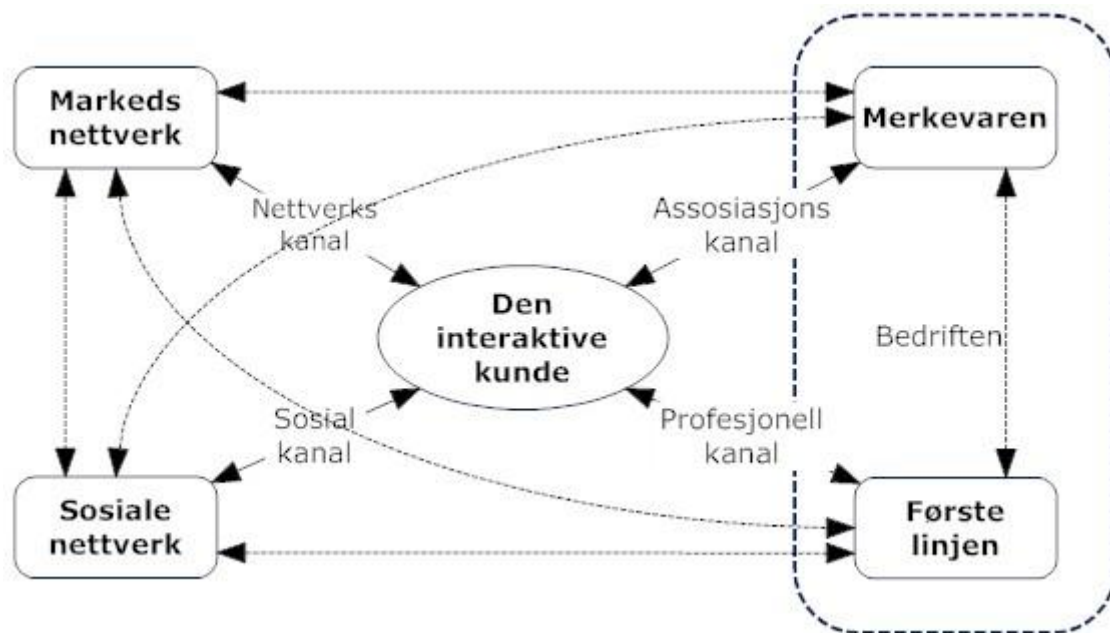 Markeds
nettverk
Merkevaren
Nettverks
kanal
Assosiasjons
kanal
Den
interaktive
kunde
Bedriften
Sosial
kanal
Profesjonell
kanal
Sosiale
nettverk
Første
linjen